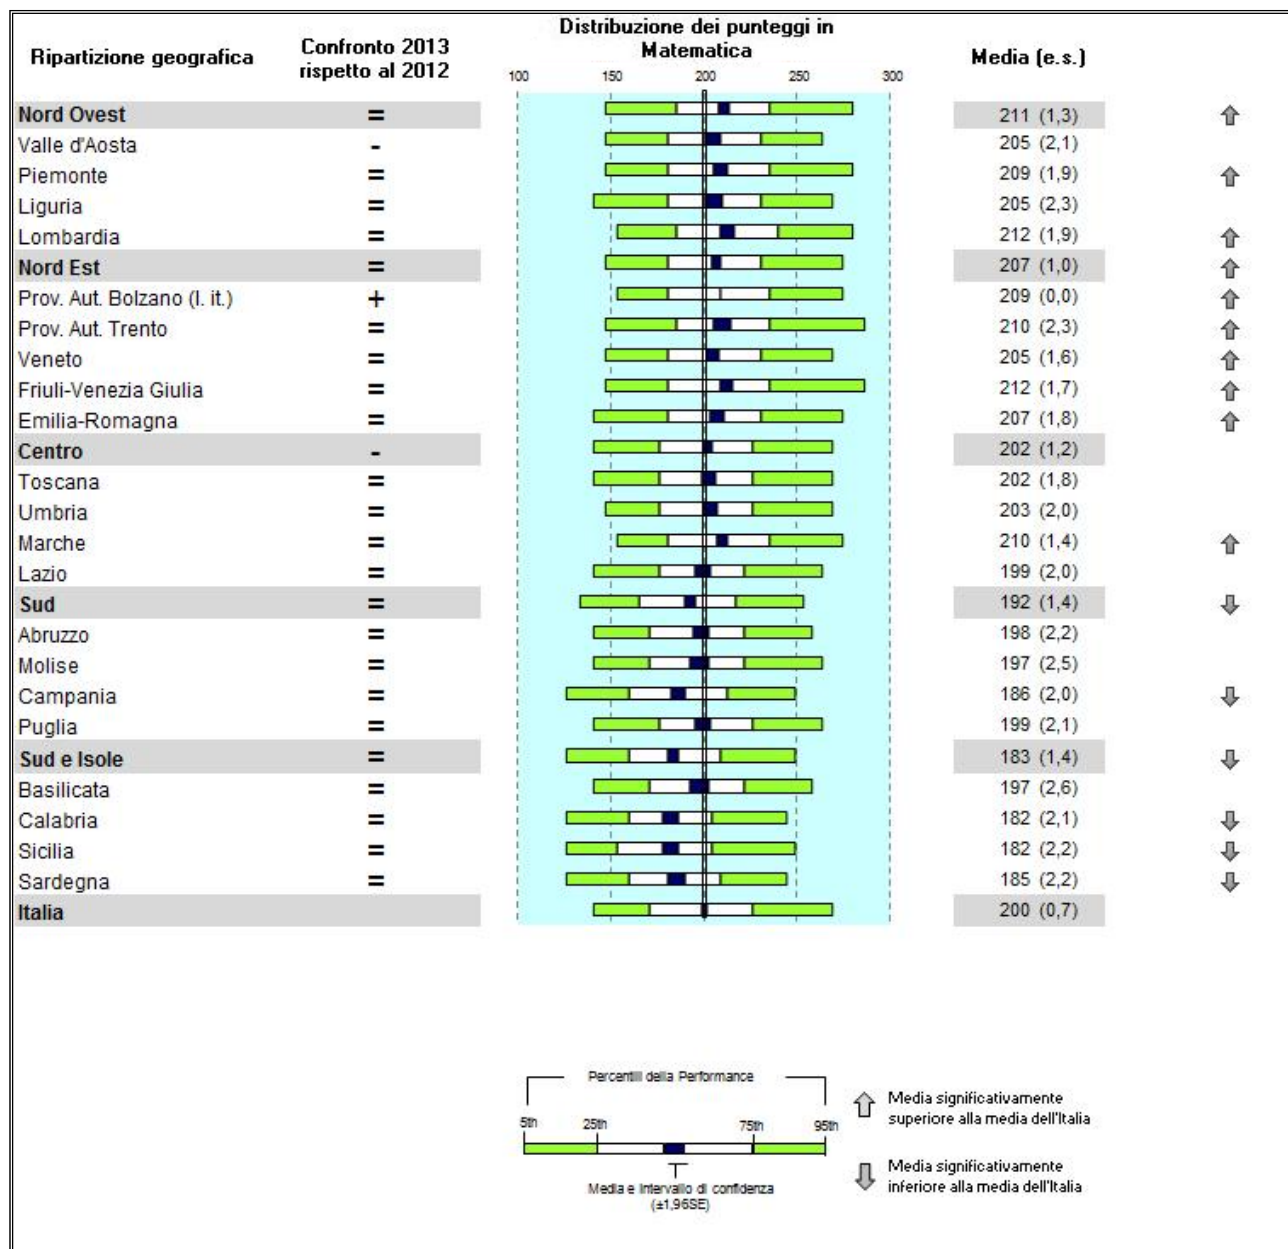 Ripartizione geografica
Confronto 2013
rispetto al 2012
Distribuzione dei punteggi in
Matematica
Media (e.s.)
100 150 200 250 300
Nord Ovest = 211 (1,3)
Valle d'Aosta - 205 (2,1)
Piemonte = 209 (1,9)
Liguria = 205 (2,3)
Lombardia = 212 (1,9)
Nord Est = 207 (1,0)
Prov. Aut. Bolzano (l. it.) + 209 (0,0)
Prov. Aut. Trento = 210 (2,3)
Veneto = 205 (1,6)
Friuli-Venezia Giulia = 212 (1,7)
Emilia-Romagna = 207 (1,8)
Centro - 202 (1,2)
Toscana = 202 (1,8)
Umbria = 203 (2,0)
Marche = 210 (1,4)
Lazio = 199 (2,0)
Sud = 192 (1,4)
Abruzzo = 198 (2,2)
Molise = 197 (2,5)
Campania = 186 (2,0)
Puglia = 199 (2,1)
Sud e Isole = 183 (1,4)
Basilicata = 197 (2,6)
Calabria = 182 (2,1)
Sicilia = 182 (2,2)
Sardegna = 185 (2,2)
Italia 200 (0,7)
Percentili della Performance
5th 25th 75th 95th
Media e Intervallo di confidenza
(±1,96SE)
Media significativamente
superiore alla media dell'Italia
Media significativamente
inferiore alla media dell'Italia